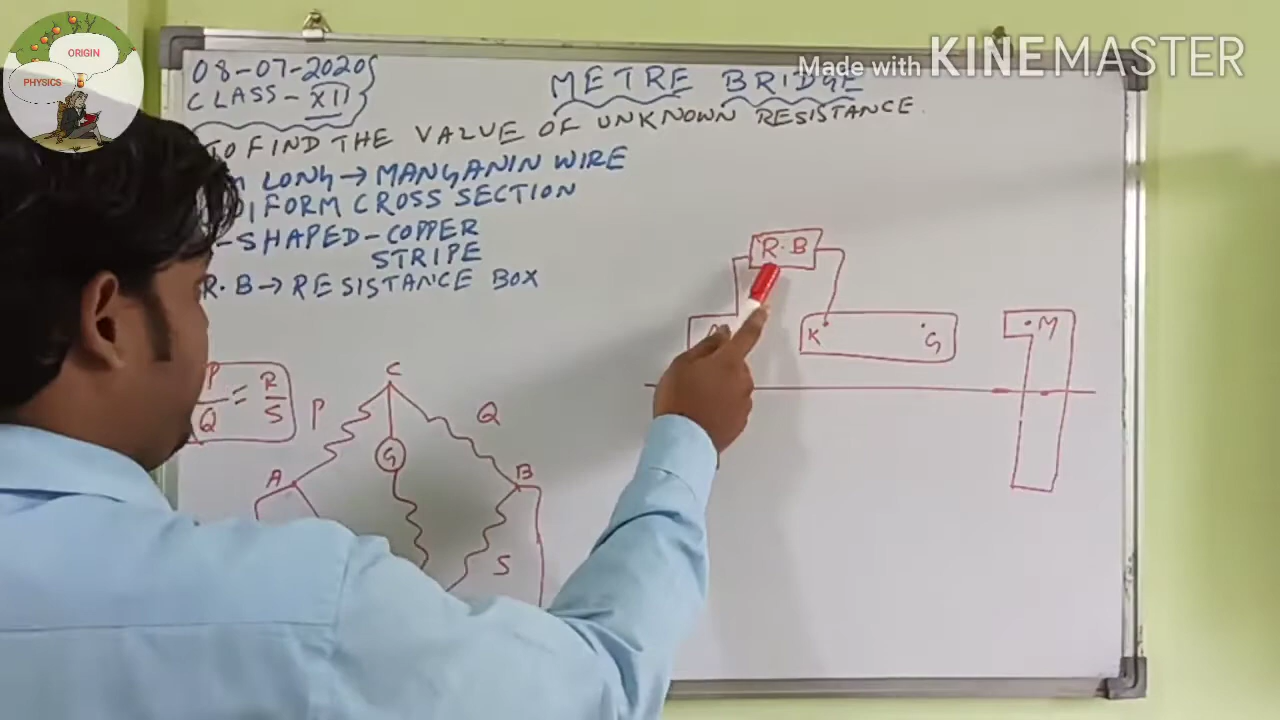 ORIGIN
PHYSICS
Made with KINEMASTER
08-07-2020
CLASS-XII
METRE BRIDGE
TO FIND THE VALUE OF UNKNOWN RESISTANCE.
LONG→MANGANIN WIRE
FORM CROSS SECTION
-SHAPED-COPPER
STRIPE
R.B→RESISTANCE BOX
R.B
K
G
M
P/Q = R/S
C
P
Q
G
A
B
S